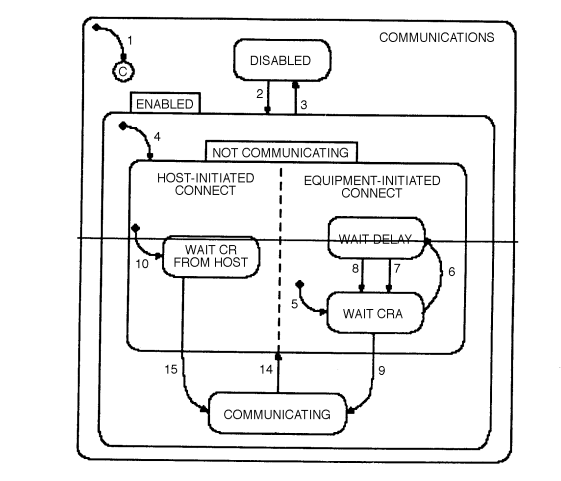 COMMUNICATIONS
1
C
DISABLED
2
3
ENABLED
4
NOT COMMUNICATING
HOST-INITIATED
CONNECT
EQUIPMENT-INITIATED
CONNECT
WAIT DELAY
WAIT CR
FROM HOST
10
8
7
6
5
WAIT CRA
15
14
9
COMMUNICATING